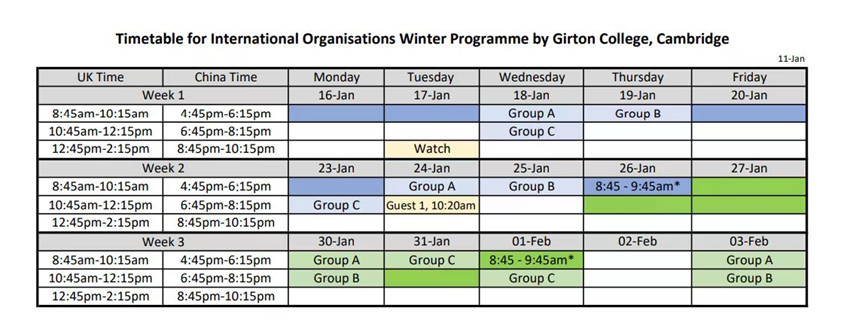 Timetable for International Organisations Winter Programme by Girton College, Cambridge
11-Jan
UK Time China Time Monday Tuesday Wednesday Thursday Friday
Week 1 16-Jan 17-Jan 18-Jan 19-Jan 20-Jan
8:45am-10:15am 4:45pm-6:15pm Group A Group B
10:45am-12:15pm 6:45pm-8:15pm Group C
12:45pm-2:15pm 8:45pm-10:15pm Watch
Week 2 23-Jan 24-Jan 25-Jan 26-Jan 27-Jan
8:45am-10:15am 4:45pm-6:15pm Group A Group B 8:45 - 9:45am*
10:45am-12:15pm 6:45pm-8:15pm Group C Guest 1, 10:20am
12:45pm-2:15pm 8:45pm-10:15pm
Week 3 30-Jan 31-Jan 01-Feb 02-Feb 03-Feb
8:45am-10:15am 4:45pm-6:15pm Group A Group C 8:45 - 9:45am* Group A
10:45am-12:15pm 6:45pm-8:15pm Group B Group C Group B
12:45pm-2:15pm 8:45pm-10:15pm